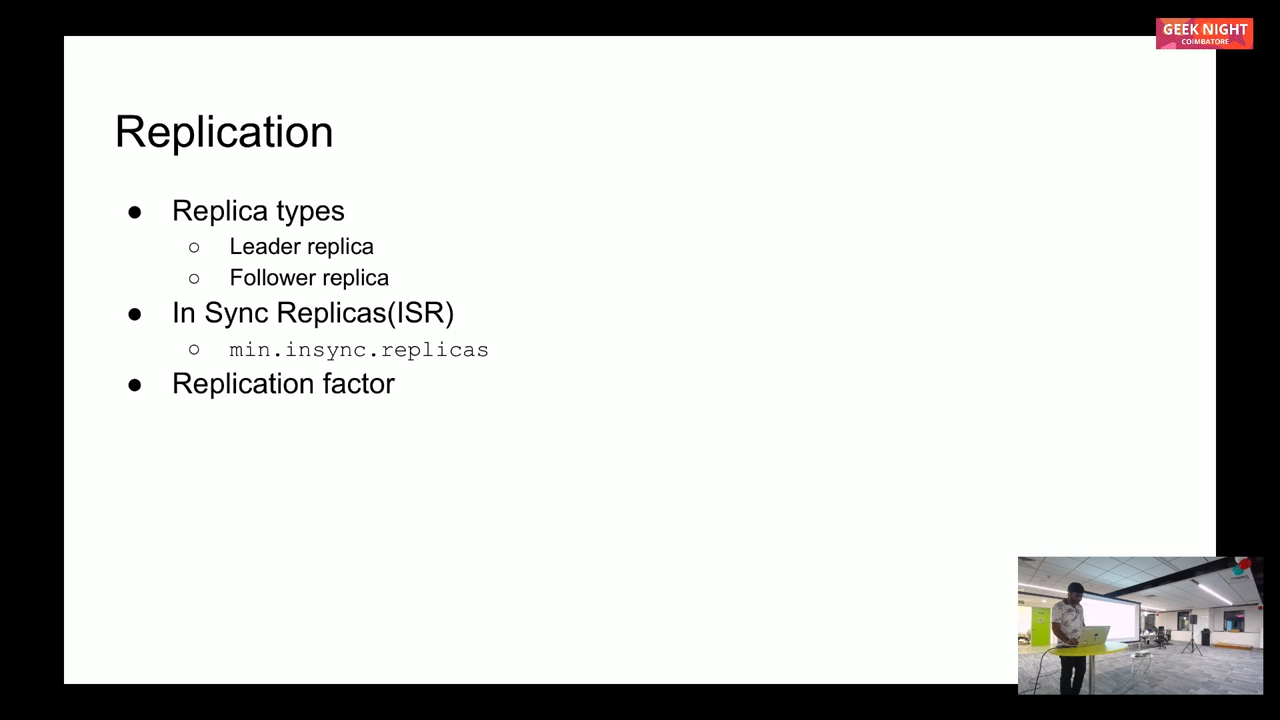 GEEK NIGHT
COIMBATORE
Replication
● Replica types
○ Leader replica
○ Follower replica
● In Sync Replicas(ISR)
○ min.insync.replicas
● Replication factor